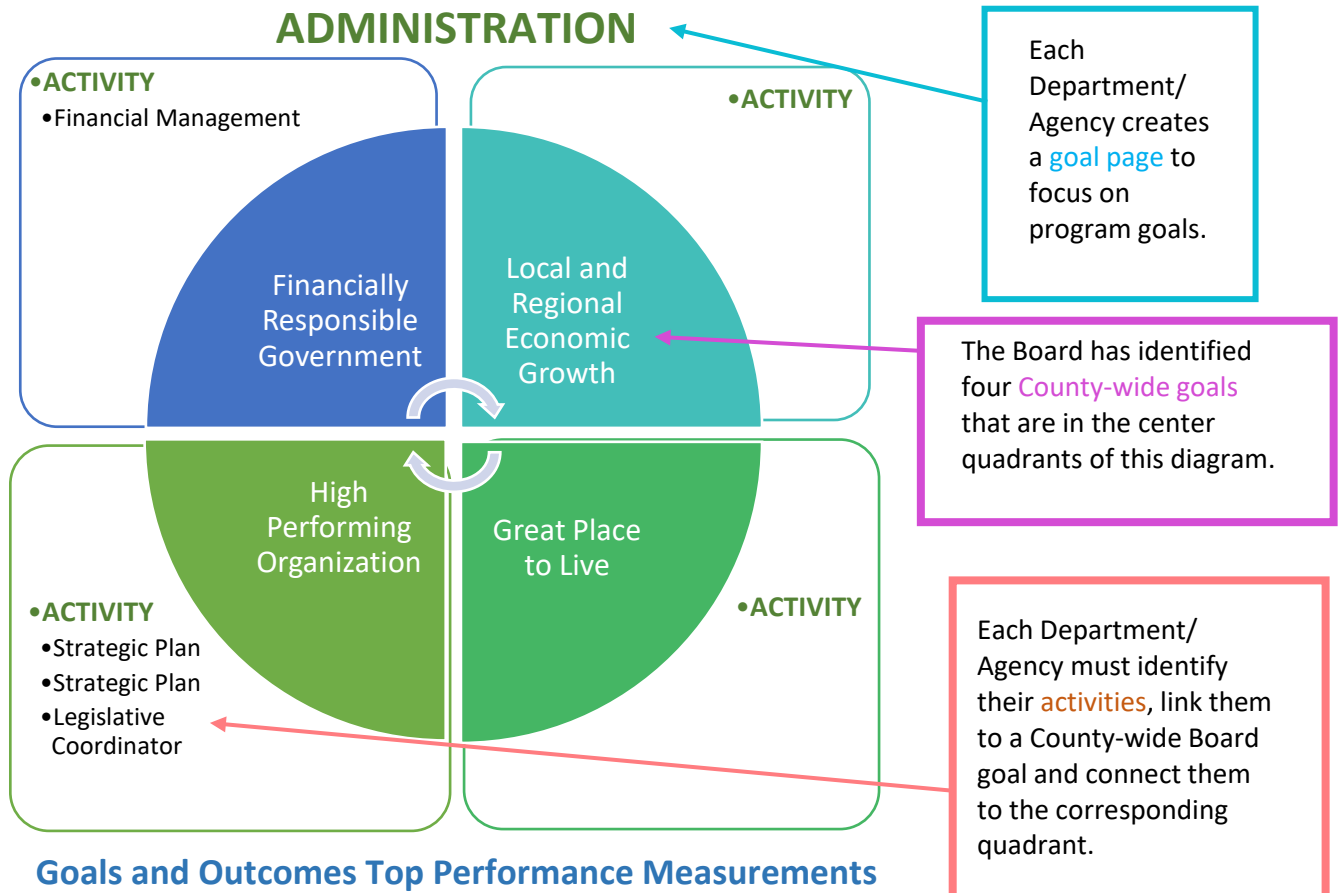 ADMINISTRATION
•ACTIVITY
•Financial Management
•ACTIVITY
Financially
Responsible
Government
Local and
Regional
Economic
Growth
High
Performing
Organization
Great Place
to Live
•ACTIVITY
•Strategic Plan
•Strategic Plan
•Legislative
Coordinator
•ACTIVITY
Each
Department/
Agency creates
a goal page to
focus on
program goals.
The Board has identified
four County-wide goals
that are in the center
quadrants of this diagram.
Each Department/
Agency must identify
their activities, link them
to a County-wide Board
goal and connect them
to the corresponding
quadrant.
Goals and Outcomes Top Performance Measurements